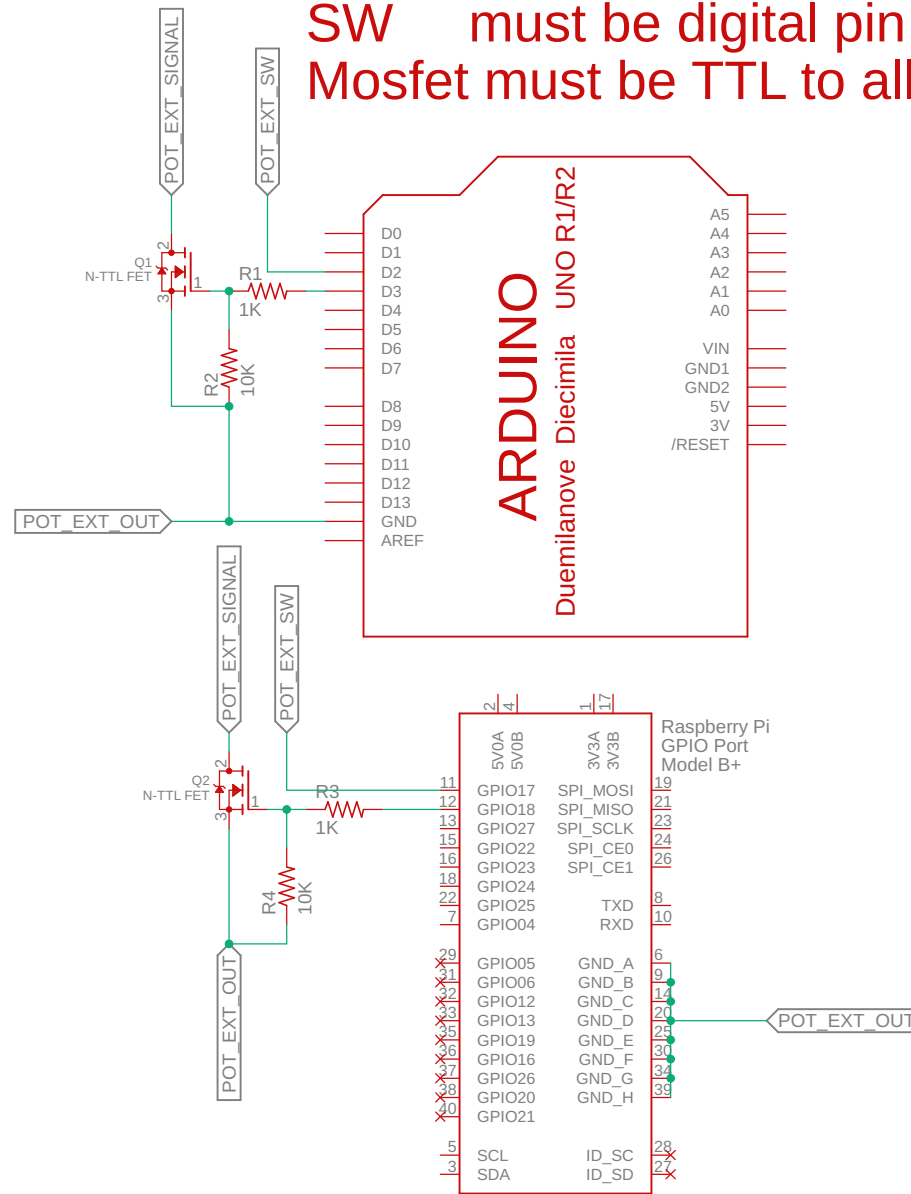 SW must be digital pin
Mosfet must be TTL to all
POT_EXT_SIGNAL
POT_EXT_SW
Q1
N-TTL FET
2
1
3
R1
1K
R2
10K
POT_EXT_OUT
ARDUINO
Duemilanove Diecimila UNO R1/R2
D0
D1
D2
D3
D4
D5
D6
D7
D8
D9
D10
D11
D12
D13
GND
AREF
A5
A4
A3
A2
A1
A0
VIN
GND1
GND2
5V
3V
/RESET
POT_EXT_SIGNAL
POT_EXT_SW
Q2
N-TTL FET
2
1
3
R3
1K
R4
10K
POT_EXT_OUT
Raspberry Pi
GPIO Port
Model B+
2 4 1 17
5V0A 5V0B 3V3A 3V3B
11 GPIO17 SPI_MOSI 19
12 GPIO18 SPI_MISO 21
13 GPIO27 SPI_SCLK 23
15 GPIO22 SPI_CE0 24
16 GPIO23 SPI_CE1 26
18 GPIO24
22 GPIO25 TXD 8
7 GPIO04 RXD 10
29 GPIO05 GND_A 6
31 GPIO06 GND_B 9
32 GPIO12 GND_C 14
33 GPIO13 GND_D 20
35 GPIO19 GND_E 25
36 GPIO16 GND_F 30
37 GPIO26 GND_G 34
38 GPIO20 GND_H 39
40 GPIO21
5 SCL ID_SC 28
3 SDA ID_SD 27
POT_EXT_OUT